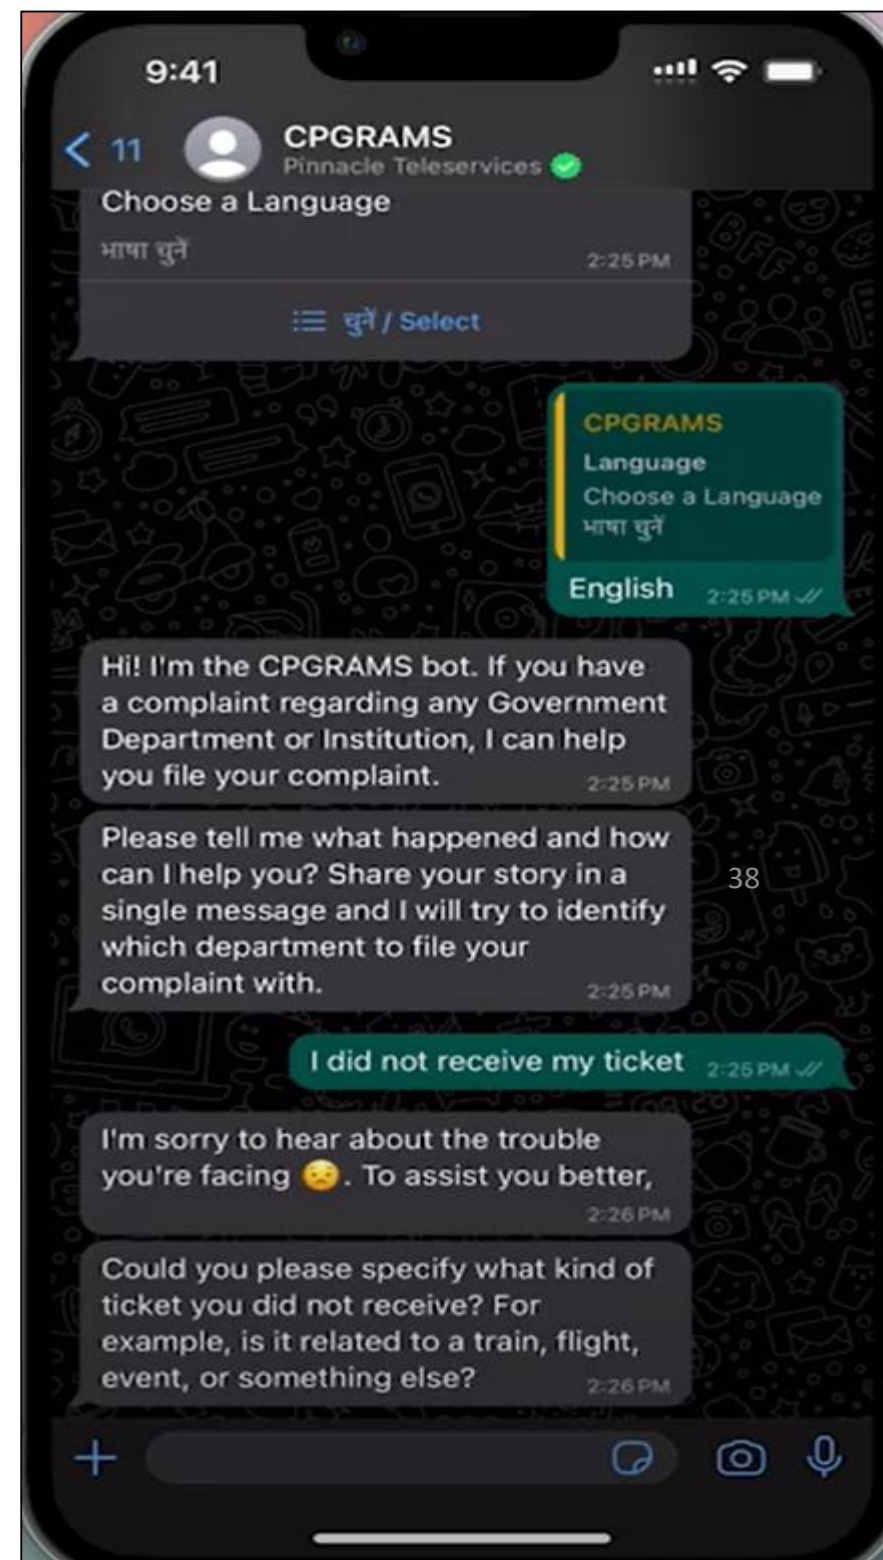 9:41
11
CPGRAMS
Pinnacle Teleservices
Choose a Language
भाषा चुनें
2:25 PM
चुनें / Select
CPGRAMS
Language
Choose a Language
भाषा चुनें
English 2:25 PM
Hi! I'm the CPGRAMS bot. If you have
a complaint regarding any Government
Department or Institution, I can help
you file your complaint. 2:25 PM
Please tell me what happened and how
can I help you? Share your story in a
single message and I will try to identify
which department to file your
complaint with. 2:25 PM
38
I did not receive my ticket 2:25 PM
I'm sorry to hear about the trouble
you're facing 😟. To assist you better,
2:26 PM
Could you please specify what kind of
ticket you did not receive? For
example, is it related to a train, flight,
event, or something else? 2:26 PM